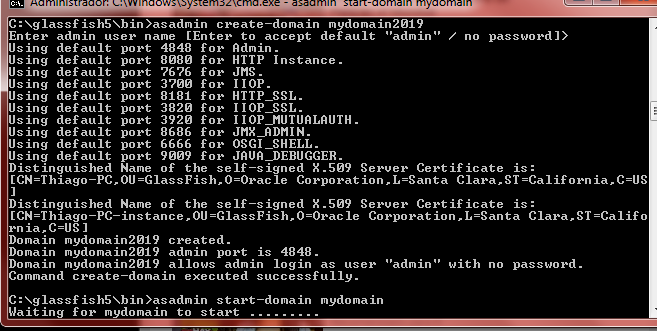 Administrador: C:\Windows\System32\cmd.exe - asadmin start-domain mydomain
C:\glassfish5\bin>asadmin create-domain mydomain2019
Enter admin user name [Enter to accept default "admin" / no password]>
Using default port 4848 for Admin.
Using default port 8080 for HTTP Instance.
Using default port 7676 for JMS.
Using default port 3700 for IIOP.
Using default port 8181 for HTTP_SSL.
Using default port 3820 for IIOP_SSL.
Using default port 3920 for IIOP_MUTUALAUTH.
Using default port 8686 for JMX_ADMIN.
Using default port 6666 for OSGI_SHELL.
Using default port 9009 for JAVA_DEBUGGER.
Distinguished Name of the self-signed X.509 Server Certificate is:
[CN=Thiago-PC,OU=GlassFish,O=Oracle Corporation,L=Santa Clara,ST=California,C=US
]
Distinguished Name of the self-signed X.509 Server Certificate is:
[CN=Thiago-PC-instance,OU=GlassFish,O=Oracle Corporation,L=Santa Clara,ST=Califo
rnia,C=US]
Domain mydomain2019 created.
Domain mydomain2019 admin port is 4848.
Domain mydomain2019 allows admin login as user "admin" with no password.
Command create-domain executed successfully.
C:\glassfish5\bin>asadmin start-domain mydomain
Waiting for mydomain to start .........